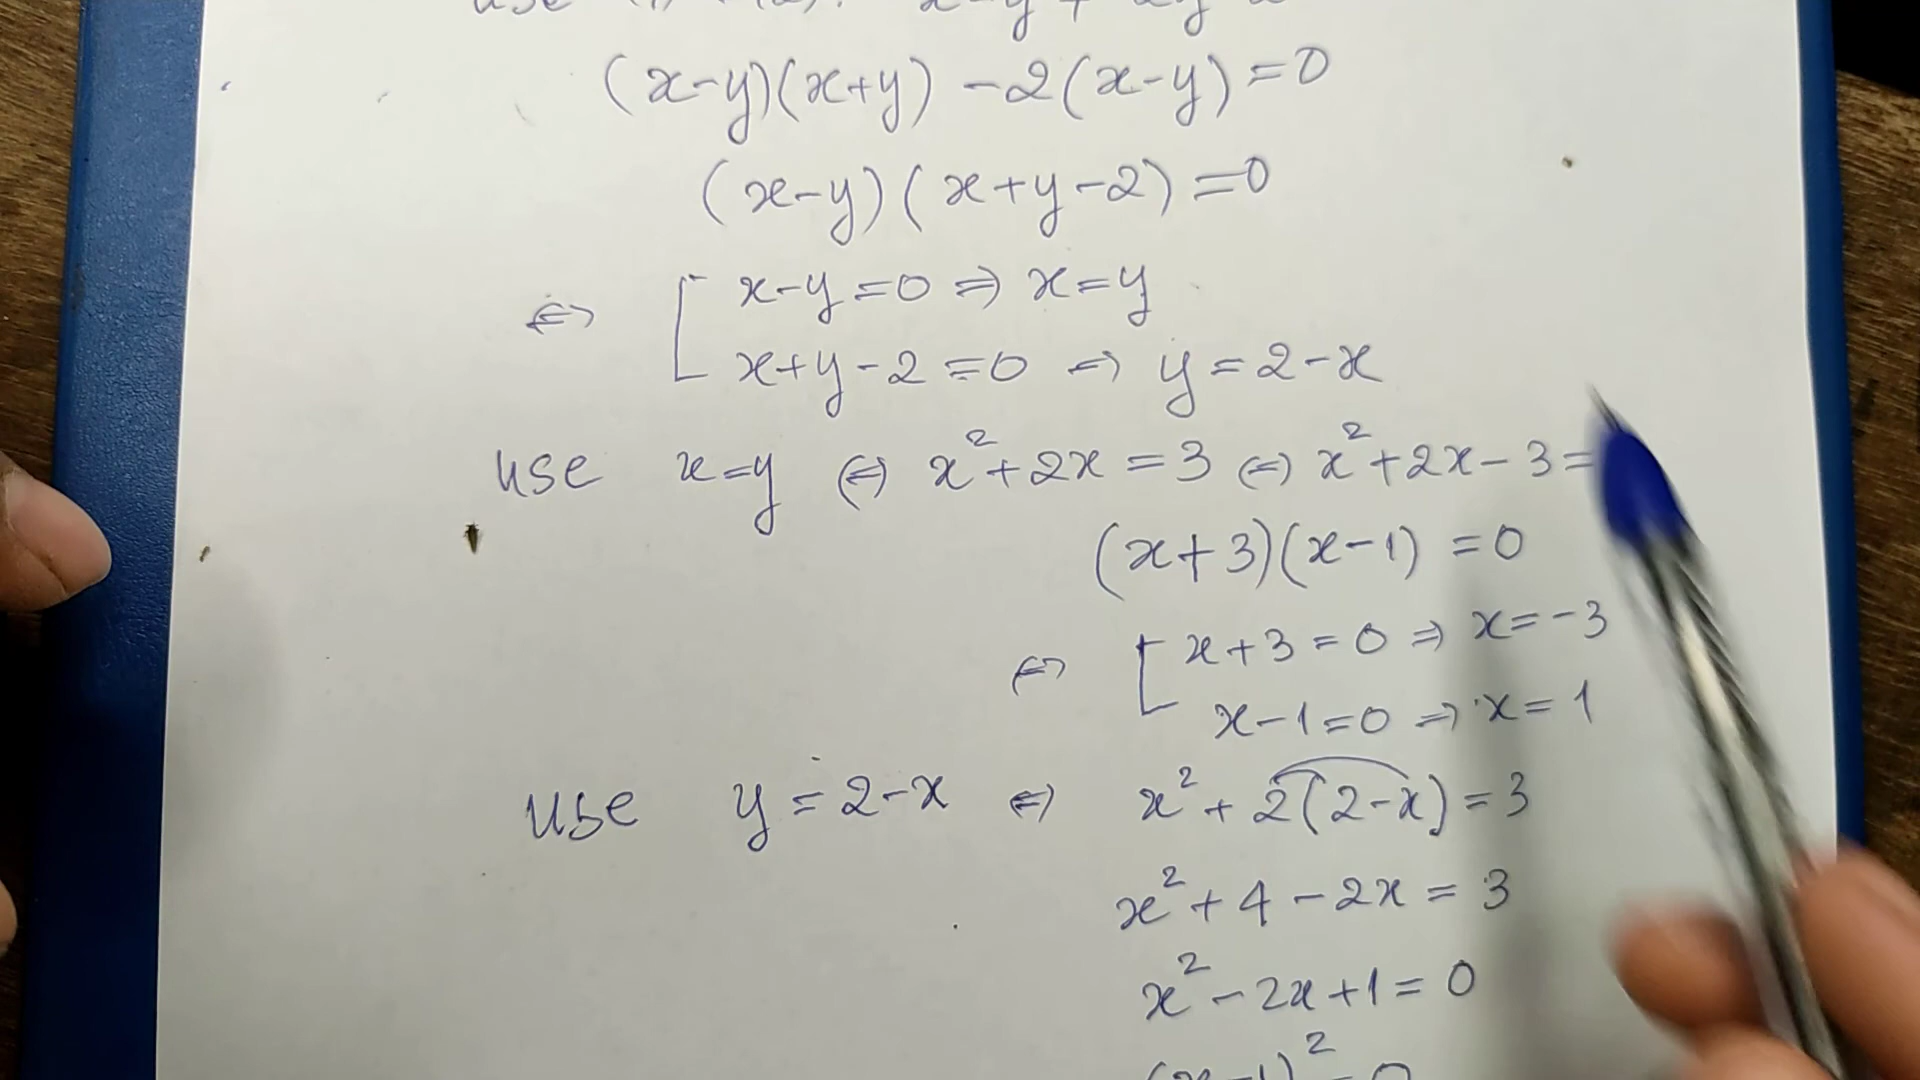 (x-y)(x+y) -2(x-y) = 0
(x-y)(x+y-2) = 0
⇔ [ x-y=0 ⇒ x=y
x+y-2=0 ⇒ y=2-x
use x=y ⇔ x²+2x=3 ⇔ x²+2x-3=
(x+3)(x-1) = 0
⇔ [ x+3=0 ⇒ x=-3
x-1=0 ⇒ x=1
use y=2-x ⇔ x²+2(2-x)=3
x²+4-2x=3
x²-2x+1=0